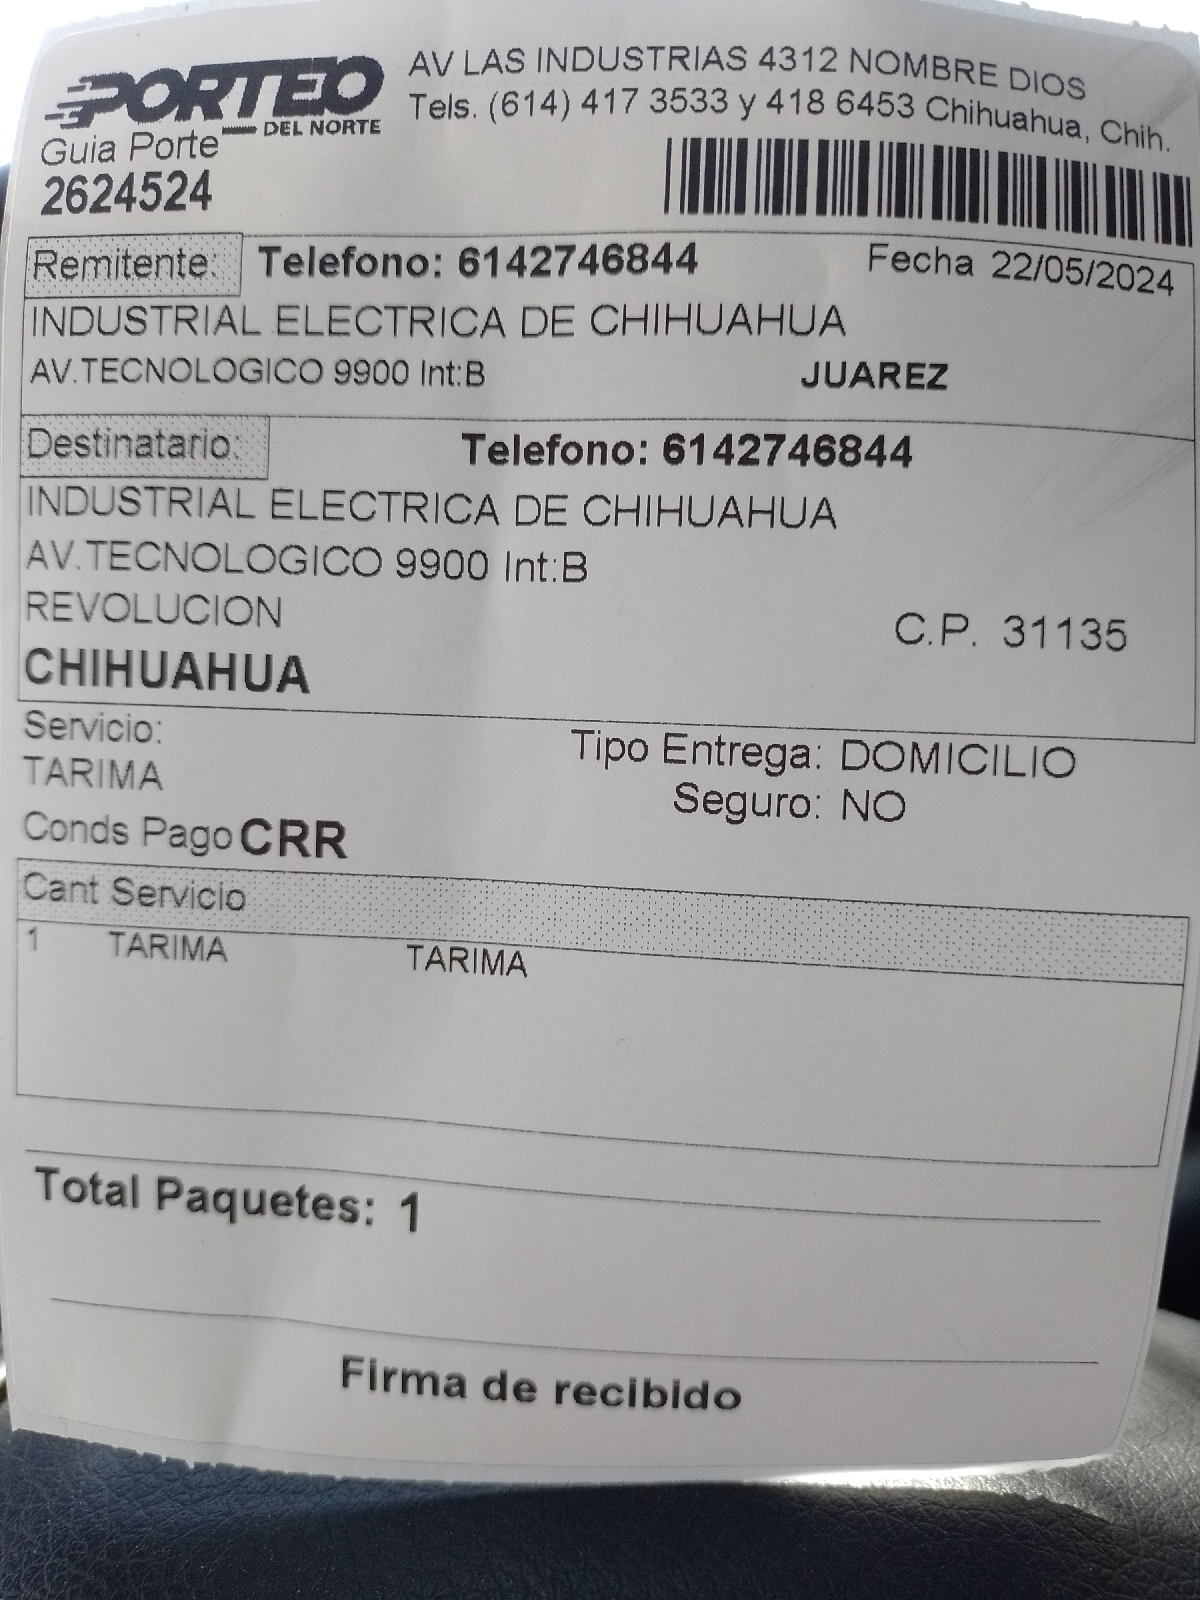 PORTEO
DEL NORTE
AV LAS INDUSTRIAS 4312 NOMBRE DIOS
Tels. (614) 417 3533 y 418 6453 Chihuahua, Chih.
Guia Porte
2624524
Remitente: Telefono: 6142746844 Fecha 22/05/2024
INDUSTRIAL ELECTRICA DE CHIHUAHUA
AV.TECNOLOGICO 9900 Int:B JUAREZ
Destinatario: Telefono: 6142746844
INDUSTRIAL ELECTRICA DE CHIHUAHUA
AV.TECNOLOGICO 9900 Int:B
REVOLUCION C.P. 31135
CHIHUAHUA
Servicio: Tipo Entrega: DOMICILIO
TARIMA Seguro: NO
Conds Pago CRR
Cant Servicio
1 TARIMA TARIMA
Total Paquetes: 1
Firma de recibido